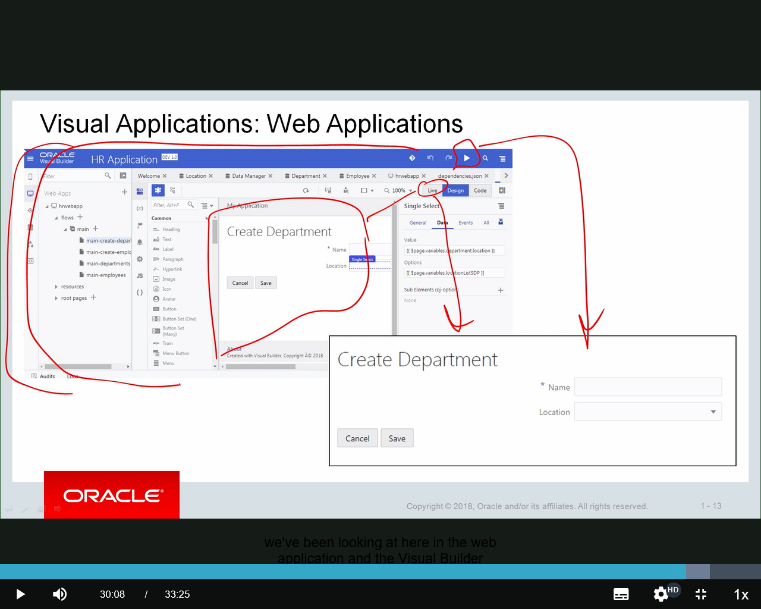 Visual Applications: Web Applications
ORACLE
Visual Builder
HR Application
Welcome × Location × Data Manager × Department × Employee × hrwebapp × dependencies.json ×
Filter
Web Apps +
hrwebapp
flows +
main +
main-create-depar
main-create-emplo
main-departments
main-employees
resources
root pages +
Audits
Filter, Alt+F
Common
Heading
Text
Label
Paragraph
Hyperlink
Image
Icon
Avatar
Button
Button Set (One)
Button Set
(Many)
Train
Menu Button
Menu
100%
Live Design Code
My Application
Create Department
* Name
Single Select
Location
Cancel Save
About
Created with Visual Builder, Copyright Â© 2018
Single Select
General Data Events All
Value
{{ $page.variables.department.location }}
Options
{{ $page.variables.locationListSDP }}
Sub Elements (oj-option) +
None
Create Department
* Name
Location
Cancel Save
ORACLE®
Copyright © 2018, Oracle and/or its affiliates. All rights reserved.
1 - 13
we've been looking at here in the web
application and the Visual Builder
30:08 / 33:25
HD
1x